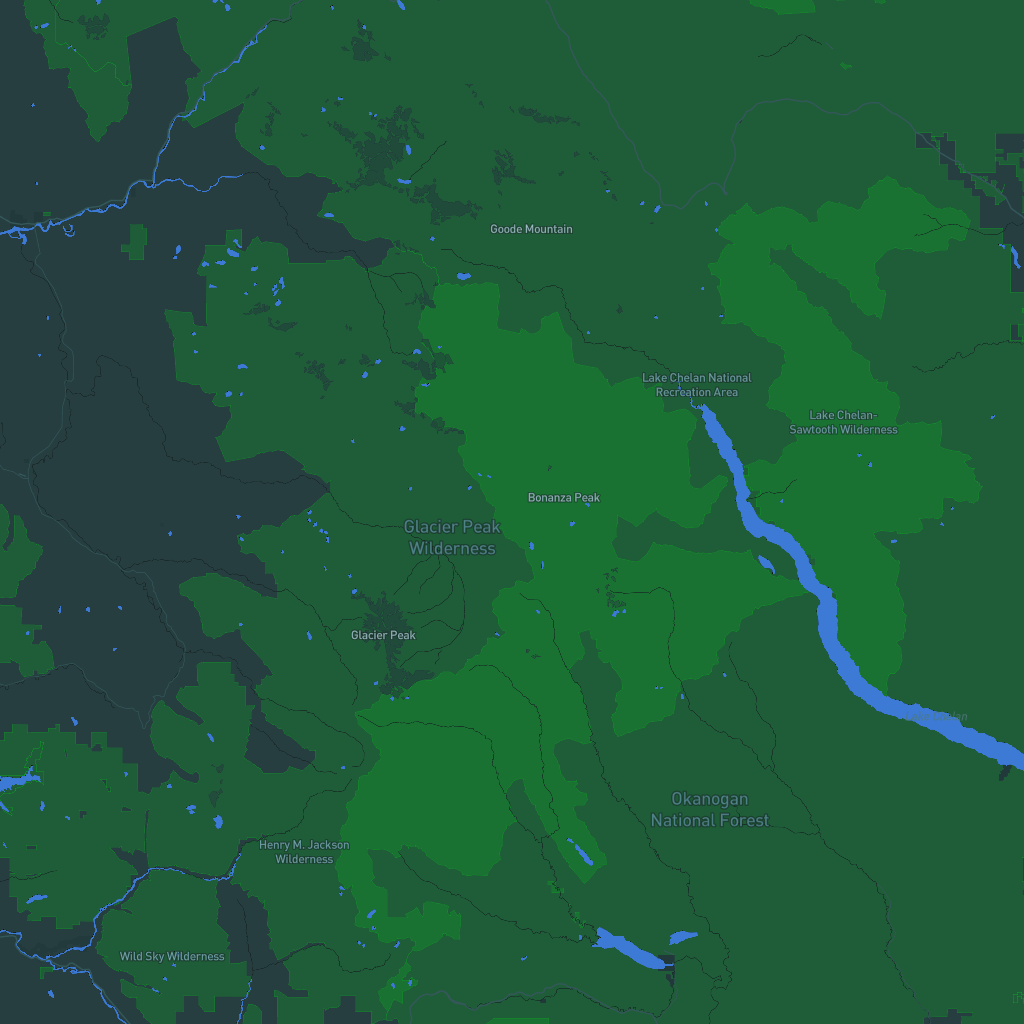 Goode Mountain
Lake Chelan National
Recreation Area
Lake Chelan-
Sawtooth Wilderness
Bonanza Peak
Glacier Peak
Wilderness
Glacier Peak
Okanogan
National Forest
Henry M. Jackson
Wilderness
Wild Sky Wilderness